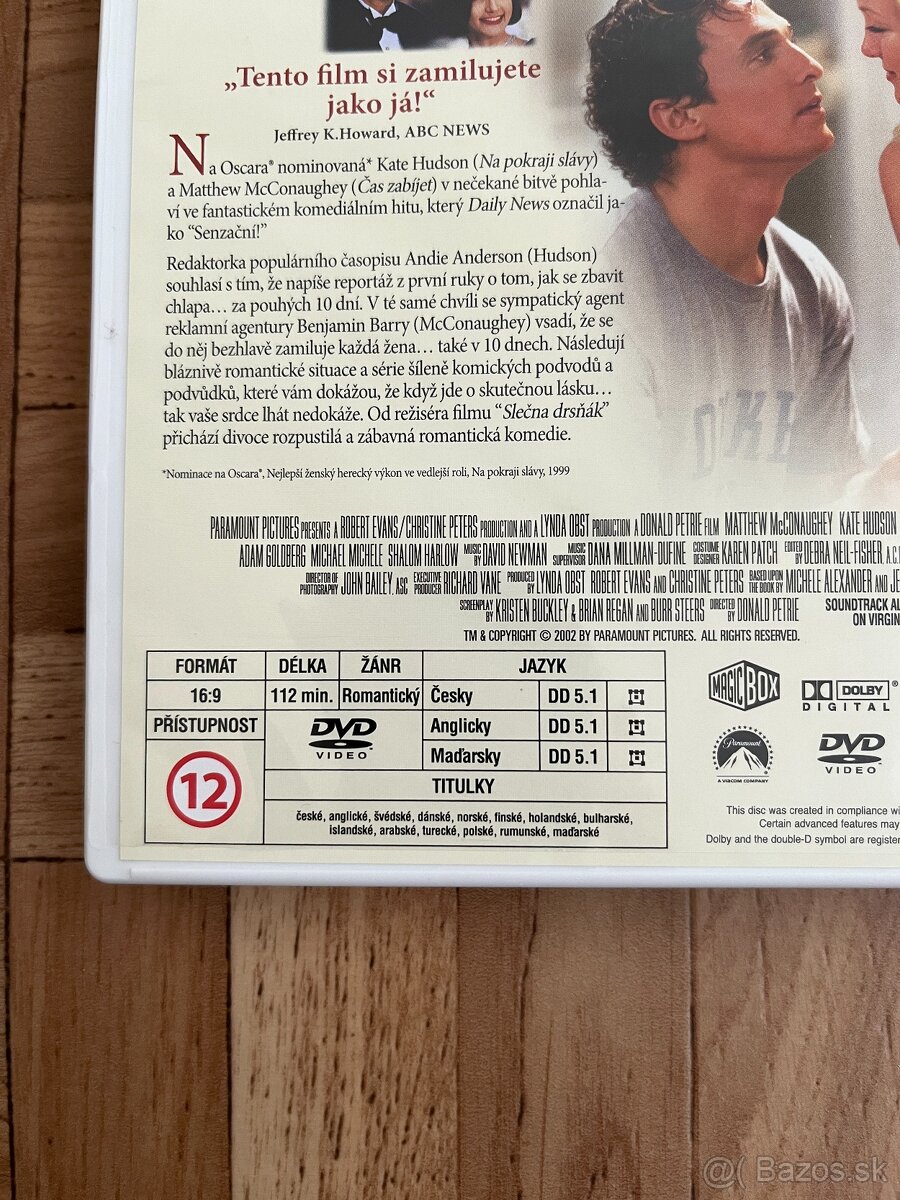 „Tento film si zamilujete
jako já!“
Jeffrey K.Howard, ABC NEWS
Na Oscara® nominovaná* Kate Hudson (Na pokraji slávy)
a Matthew McConaughey (Čas zabíjet) v nečekané bitvě pohla-
ví ve fantastickém komediálním hitu, který Daily News označil ja-
ko “Senzační!”
Redaktorka populárního časopisu Andie Anderson (Hudson)
souhlasí s tím, že napíše reportáž z první ruky o tom, jak se zbavit
chlapa… za pouhých 10 dní. V té samé chvíli se sympatický agent
reklamní agentury Benjamin Barry (McConaughey) vsadí, že se
do něj bezhlavě zamiluje každá žena… také v 10 dnech. Následují
bláznivě romantické situace a série šíleně komických podvodů a
podvůdků, které vám dokážou, že když jde o skutečnou lásku…
tak vaše srdce lhát nedokáže. Od režiséra filmu “Slečna drsňák”
přichází divoce rozpustilá a zábavná romantická komedie.
*Nominace na Oscara®, Nejlepší ženský herecký výkon ve vedlejší roli, Na pokraji slávy, 1999
PARAMOUNT PICTURES PRESENTS A ROBERT EVANS/CHRISTINE PETERS PRODUCTION AND A LYNDA OBST PRODUCTION A DONALD PETRIE FILM MATTHEW McCONAUGHEY KATE HUDSON
ADAM GOLDBERG MICHAEL MICHELE SHALOM HARLOW MUSIC BY DAVID NEWMAN MUSIC SUPERVISOR DANA MILLMAN-DUFINE COSTUME DESIGNER KAREN PATCH EDITED BY DEBRA NEIL-FISHER, A.C.
DIRECTOR OF PHOTOGRAPHY JOHN BAILEY, ASC EXECUTIVE PRODUCER RICHARD VANE PRODUCED BY LYNDA OBST ROBERT EVANS AND CHRISTINE PETERS BASED UPON THE BOOK BY MICHELE ALEXANDER AND JE
SCREENPLAY BY KRISTEN BUCKLEY & BRIAN REGAN AND BURR STEERS DIRECTED BY DONALD PETRIE SOUNDTRACK AL
ON VIRGIN
TM & COPYRIGHT © 2002 BY PARAMOUNT PICTURES. ALL RIGHTS RESERVED.
FORMÁT DÉLKA ŽÁNR JAZYK
16:9 112 min. Romantický Česky DD 5.1
PŘÍSTUPNOST DVD VIDEO Anglicky DD 5.1
Maďarsky DD 5.1
12 TITULKY
české, anglické, švédské, dánské, norské, finské, holandské, bulharské,
islandské, arabské, turecké, polské, rumunské, maďarské
MAGIC BOX
DOLBY®
DIGITAL
Paramount
A VIACOM COMPANY
DVD
VIDEO
This disc was created in compliance wi
Certain advanced features may
Dolby and the double-D symbol are register
@( Bazos.sk